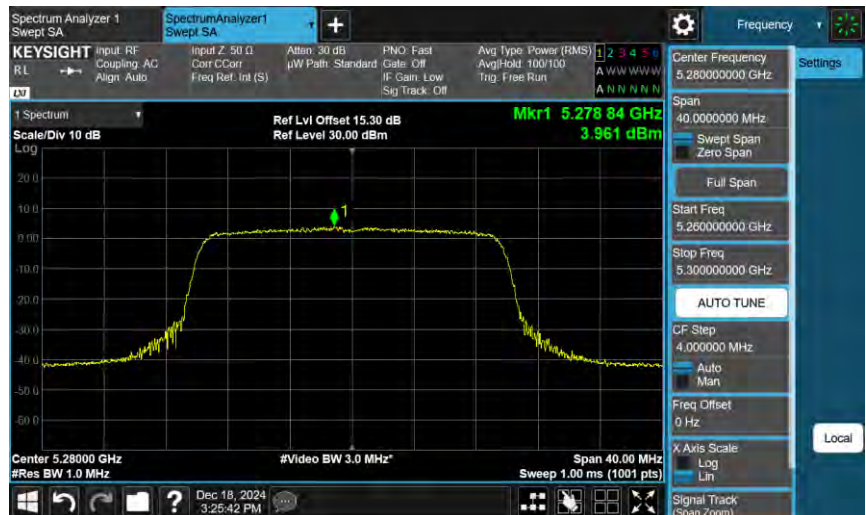 Spectrum Analyzer 1
Swept SA
SpectrumAnalyzer1
Swept SA
Frequency
KEYSIGHT
RL
LXI
Input: RF
Coupling: AC
Align: Auto
Input Z: 50 Ω
Corr CCorr
Freq Ref: Int (S)
Atten: 30 dB
µW Path: Standard
PNO: Fast
Gate: Off
IF Gain: Low
Sig Track: Off
Avg Type: Power (RMS)
Avg|Hold: 100/100
Trig: Free Run
1 2 3 4 5 6
A W W W W W
A N N N N N
1 Spectrum
Scale/Div 10 dB
Log
Ref Lvl Offset 15.30 dB
Ref Level 30.00 dBm
Mkr1 5.278 84 GHz
3.961 dBm
1
20.0
10.0
0.00
-10.0
-20.0
-30.0
-40.0
-50.0
-60.0
Center 5.28000 GHz
#Res BW 1.0 MHz
#Video BW 3.0 MHz*
Span 40.00 MHz
Sweep 1.00 ms (1001 pts)
Center Frequency
5.280000000 GHz
Settings
Span
40.0000000 MHz
Swept Span
Zero Span
Full Span
Start Freq
5.260000000 GHz
Stop Freq
5.300000000 GHz
AUTO TUNE
CF Step
4.000000 MHz
Auto
Man
Freq Offset
0 Hz
X Axis Scale
Log
Lin
Local
Signal Track
(Span Zoom)
?
Dec 18, 2024
3:25:42 PM